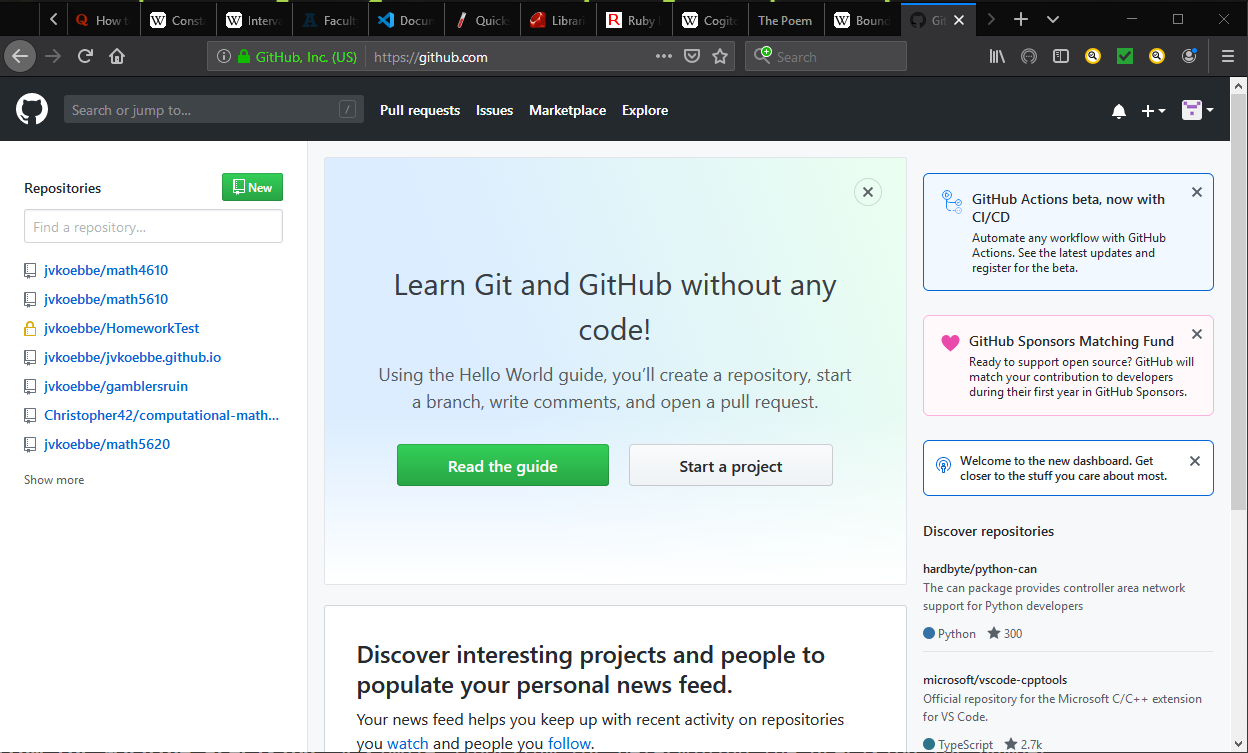 How
Const
Interv
Facult
Docum
Quick
Librari
Ruby
Cogito
The Poem
Bound
Git
GitHub, Inc. (US)
https://github.com
Search
Search or jump to...
/
Pull requests
Issues
Marketplace
Explore
Repositories
New
Find a repository...
jvkoebbe/math4610
jvkoebbe/math5610
jvkoebbe/HomeworkTest
jvkoebbe/jvkoebbe.github.io
jvkoebbe/gamblersruin
Christopher42/computational-math...
jvkoebbe/math5620
Show more
Learn Git and GitHub without any
code!
Using the Hello World guide, you’ll create a repository, start
a branch, write comments, and open a pull request.
Read the guide
Start a project
Discover interesting projects and people to
populate your personal news feed.
Your news feed helps you keep up with recent activity on repositories
you watch and people you follow.
GitHub Actions beta, now with
CI/CD
Automate any workflow with GitHub
Actions. See the latest updates and
register for the beta.
GitHub Sponsors Matching Fund
Ready to support open source? GitHub will
match your contribution to developers
during their first year in GitHub Sponsors.
Welcome to the new dashboard. Get
closer to the stuff you care about most.
Discover repositories
hardbyte/python-can
The can package provides controller area network
support for Python developers
Python 300
microsoft/vscode-cpptools
Official repository for the Microsoft C/C++ extension
for VS Code.
TypeScript 2.7k